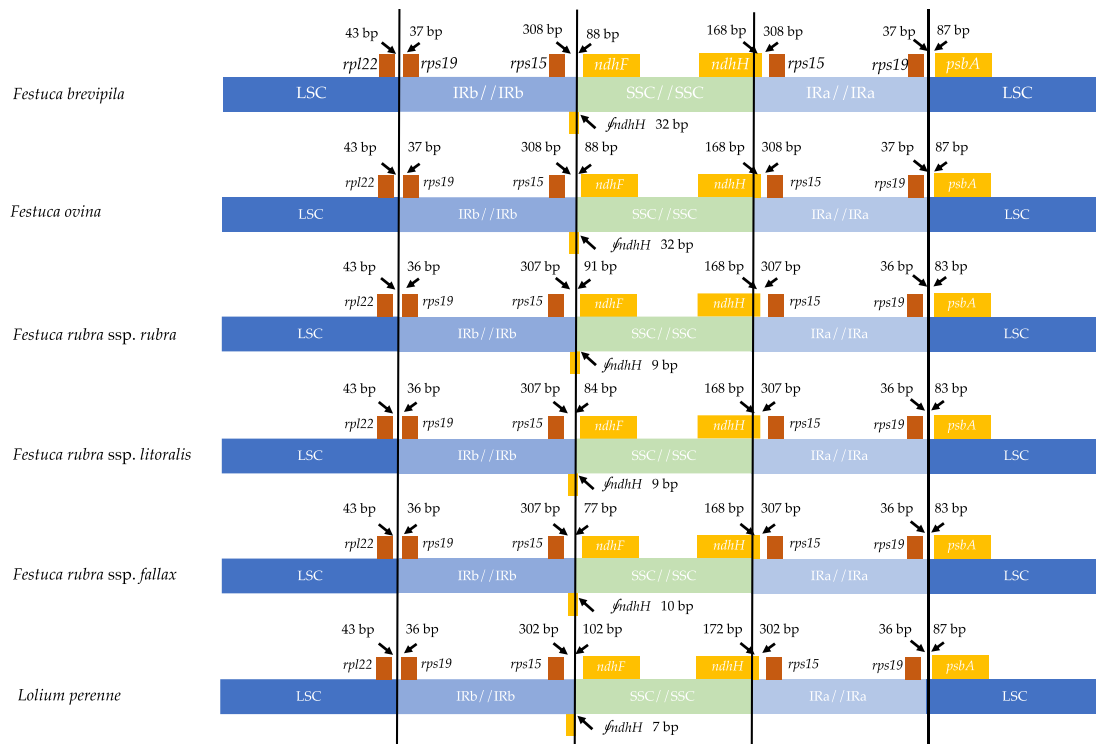 43 bp 37 bp 308 bp 88 bp 168 bp 308 bp 37 bp 87 bp
rpl22 rps19 rps15 ndhF ndhH rps15 rps19 psbA
Festuca brevipila LSC IRb//IRb SSC//SSC IRa//IRa LSC
ψndhH 32 bp
43 bp 37 bp 308 bp 88 bp 168 bp 308 bp 37 bp 87 bp
rpl22 rps19 rps15 ndhF ndhH rps15 rps19 psbA
Festuca ovina LSC IRb//IRb SSC//SSC IRa//IRa LSC
ψndhH 32 bp
43 bp 36 bp 307 bp 91 bp 168 bp 307 bp 36 bp 83 bp
rpl22 rps19 rps15 ndhF ndhH rps15 rps19 psbA
Festuca rubra ssp. rubra LSC IRb//IRb SSC//SSC IRa//IRa LSC
ψndhH 9 bp
43 bp 36 bp 307 bp 84 bp 168 bp 307 bp 36 bp 83 bp
rpl22 rps19 rps15 ndhF ndhH rps15 rps19 psbA
Festuca rubra ssp. litoralis LSC IRb//IRb SSC//SSC IRa//IRa LSC
ψndhH 9 bp
43 bp 36 bp 307 bp 77 bp 168 bp 307 bp 36 bp 83 bp
rpl22 rps19 rps15 ndhF ndhH rps15 rps19 psbA
Festuca rubra ssp. fallax LSC IRb//IRb SSC//SSC IRa//IRa LSC
ψndhH 10 bp
43 bp 36 bp 302 bp 102 bp 172 bp 302 bp 36 bp 87 bp
rpl22 rps19 rps15 ndhF ndhH rps15 rps19 psbA
Lolium perenne LSC IRb//IRb SSC//SSC IRa//IRa LSC
ψndhH 7 bp